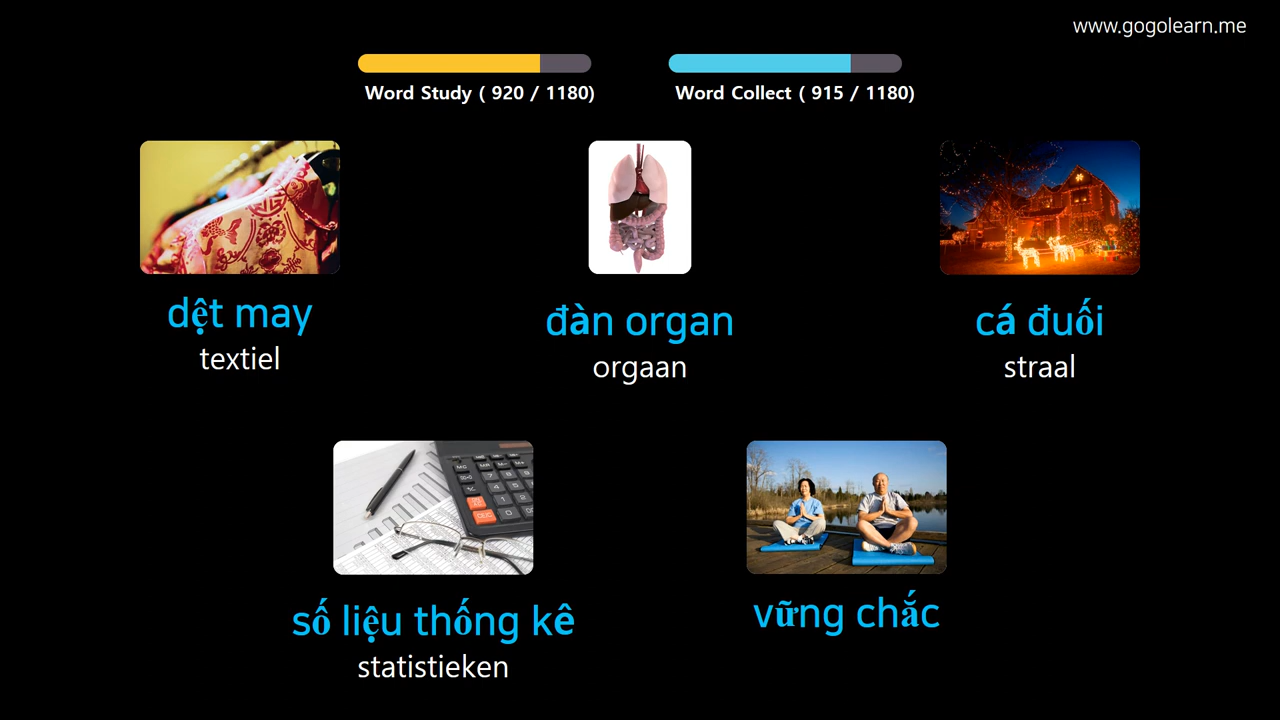 www.gogolearn.me
Word Study ( 920 / 1180)
Word Collect ( 915 / 1180)
dệt may
textiel
đàn organ
orgaan
cá đuối
straal
số liệu thống kê
statistieken
vững chắc